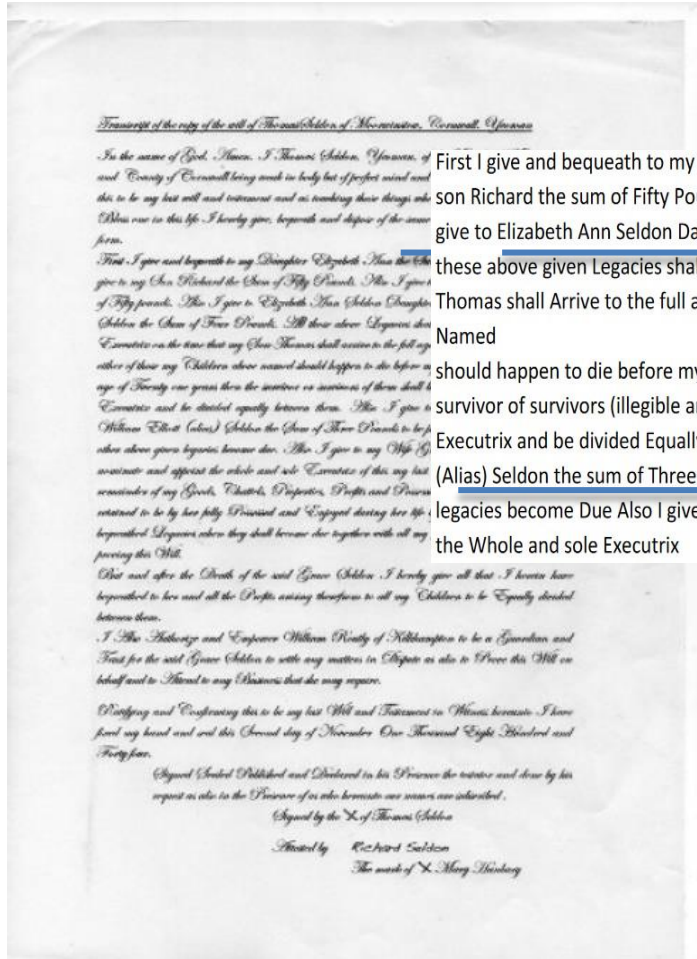 Transcript of the copy of the will of Thomas Seldon of Moorwinstow, Cornwall, Yeoman
In the name of God, Amen. I Thomas Seldon, Yeoman, of
and County of Cornwall being weak in body but of perfect mind and
this to be my last will and testament and as touching those things
Bless me in this life I hereby give, bequeath and dispose of the same
form.
First I give and bequeath to my Daughter Elizabeth Ann the
give to my Son Richard the Sum of Fifty Pounds. Also I give
of Fifty pounds. Also I give to Elizabeth Ann Seldon
Seldon the Sum of Four Pounds. All these above Legacies
Executrix on the time that my Son Thomas shall arrive to the full
either of those my Children above named should happen to die before
age of Twenty one years then the survivor or survivors of them shall
Executrix and be divided equally between them. Also I give to
William Elliott (alias) Seldon the Sum of Three Pounds to be
other above given legacies become due. Also I give to my Wife
nominate and appoint the whole and sole Executrix of this my last
remainder of my Goods, Chattels, Properties, Profits and
retained to be by her fully Possessed and Enjoyed during her life
bequeathed Legacies when they shall become due together with all my
proving this Will.
First I give and bequeath to my
son Richard the sum of Fifty
give to Elizabeth Ann Seldon
these above given Legacies
Thomas shall Arrive to the full
Named
should happen to die before
survivor of survivors (illegible
Executrix and be divided
(Alias) Seldon the sum of Three
legacies become Due Also I give
the Whole and sole Executrix
But and after the Death of the said Grace Seldon I hereby give all that I herein have
bequeathed to her and all the Profits arising therefrom to all my Children to be Equally divided
between them.
I Also Authorize and Empower William Routly of Kilkhampton to be a Guardian and
Trust for the said Grace Seldon to settle any matters in Dispute as also to Prove this Will on
behalf and to Attend to any Business that she may require.
Ratifying and Confirming this to be my last Will and Testament in Witness hereunto I have
fixed my hand and seal this Second day of November One Thousand Eight Hundred and
Forty four.
Signed Sealed Published and Declared in his Presence the testator and done by his
request as also in the Presence of us who hereunto our names are subscribed.
Signed by the X of Thomas Seldon
Attested by Richard Seldon
The mark of X Mary